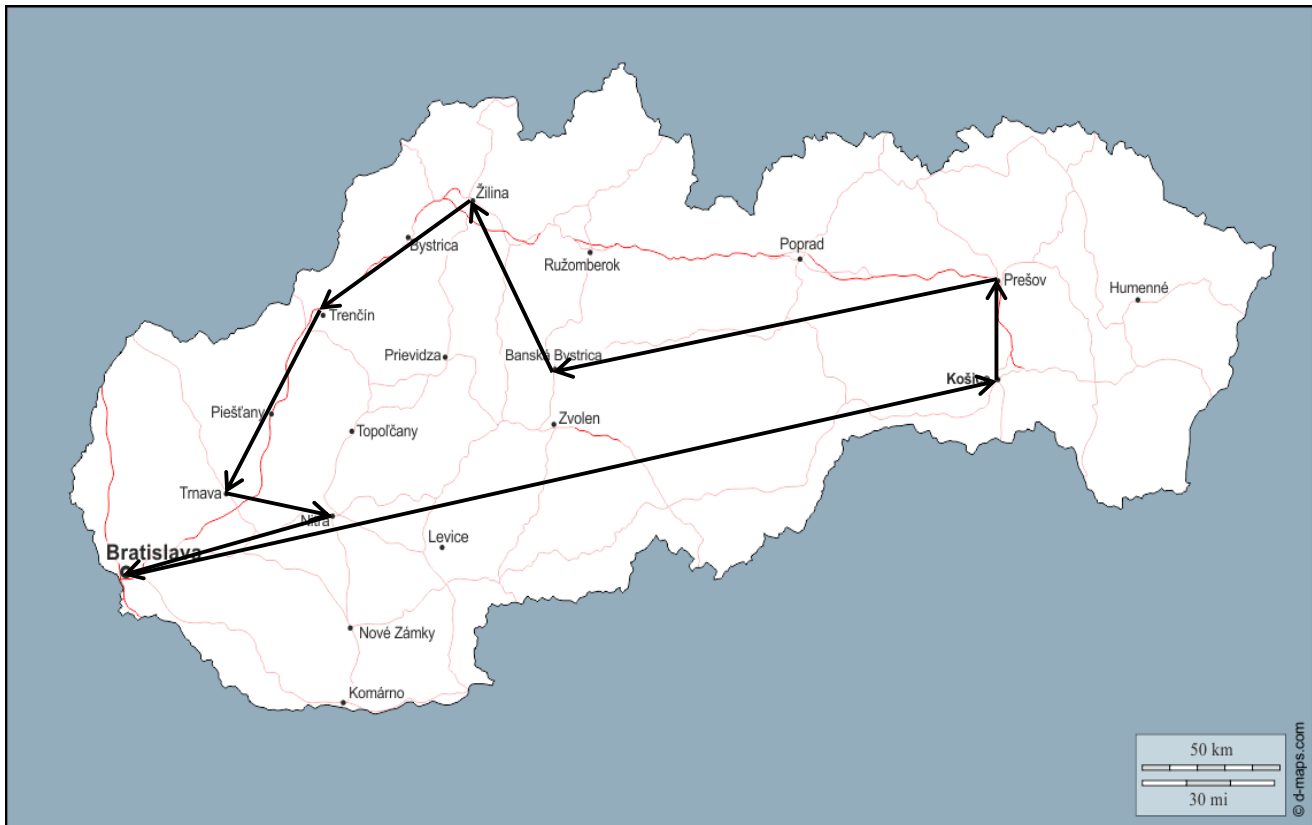 Žilina
Bystrica
Ružomberok
Poprad
Prešov
Humenné
Trenčín
Prievidza
Banská Bystrica
Piešťany
Topoľčany
Zvolen
Trnava
Nitra
Levice
Bratislava
Nové Zámky
Komárno
50 km
30 mi
© d-maps.com